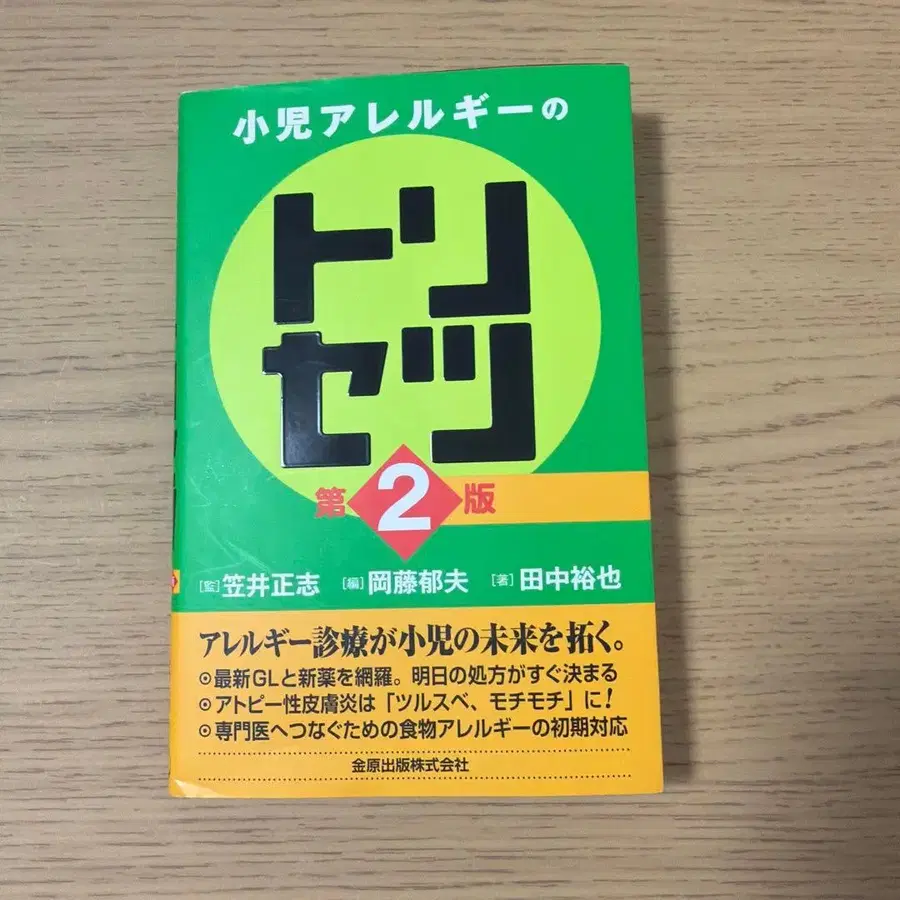 小児アレルギーの
トリ
セツ
第2版
[監]笠井正志 [編]岡藤郁夫 [著]田中裕也
アレルギー診療が小児の未来を拓く。
⊙最新GLと新薬を網羅。明日の処方がすぐ決まる
⊙アトピー性皮膚炎は「ツルスベ、モチモチ」に!
⊙専門医へつなぐための食物アレルギーの初期対応
金原出版株式会社